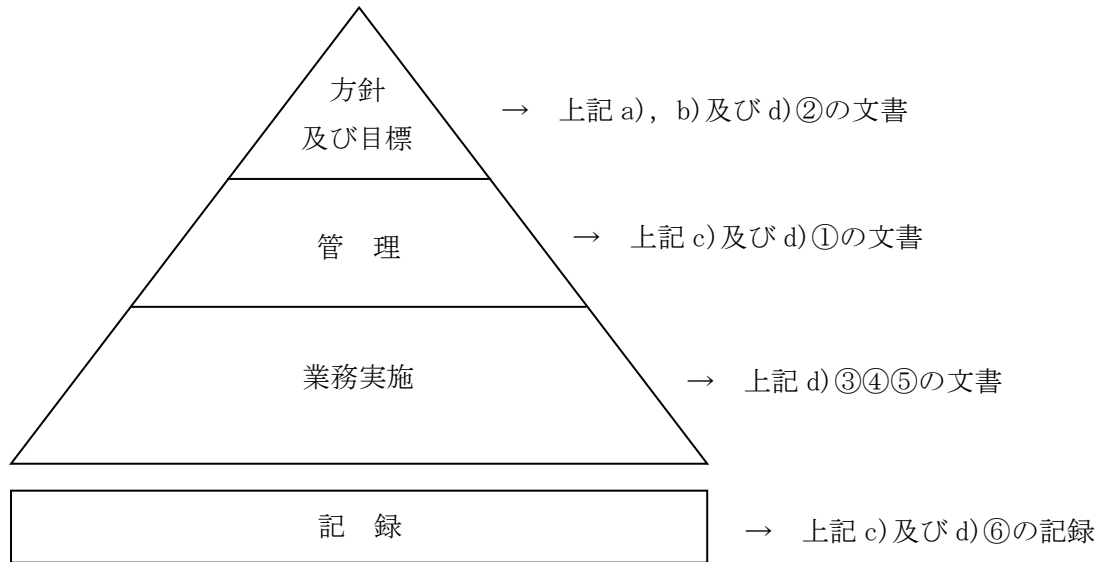 方針
及び目標
→ 上記 a), b)及び d)②の文書
管 理
→ 上記 c)及び d)①の文書
業務実施
→ 上記 d)③④⑤の文書
記 録
→ 上記 c)及び d)⑥の記録